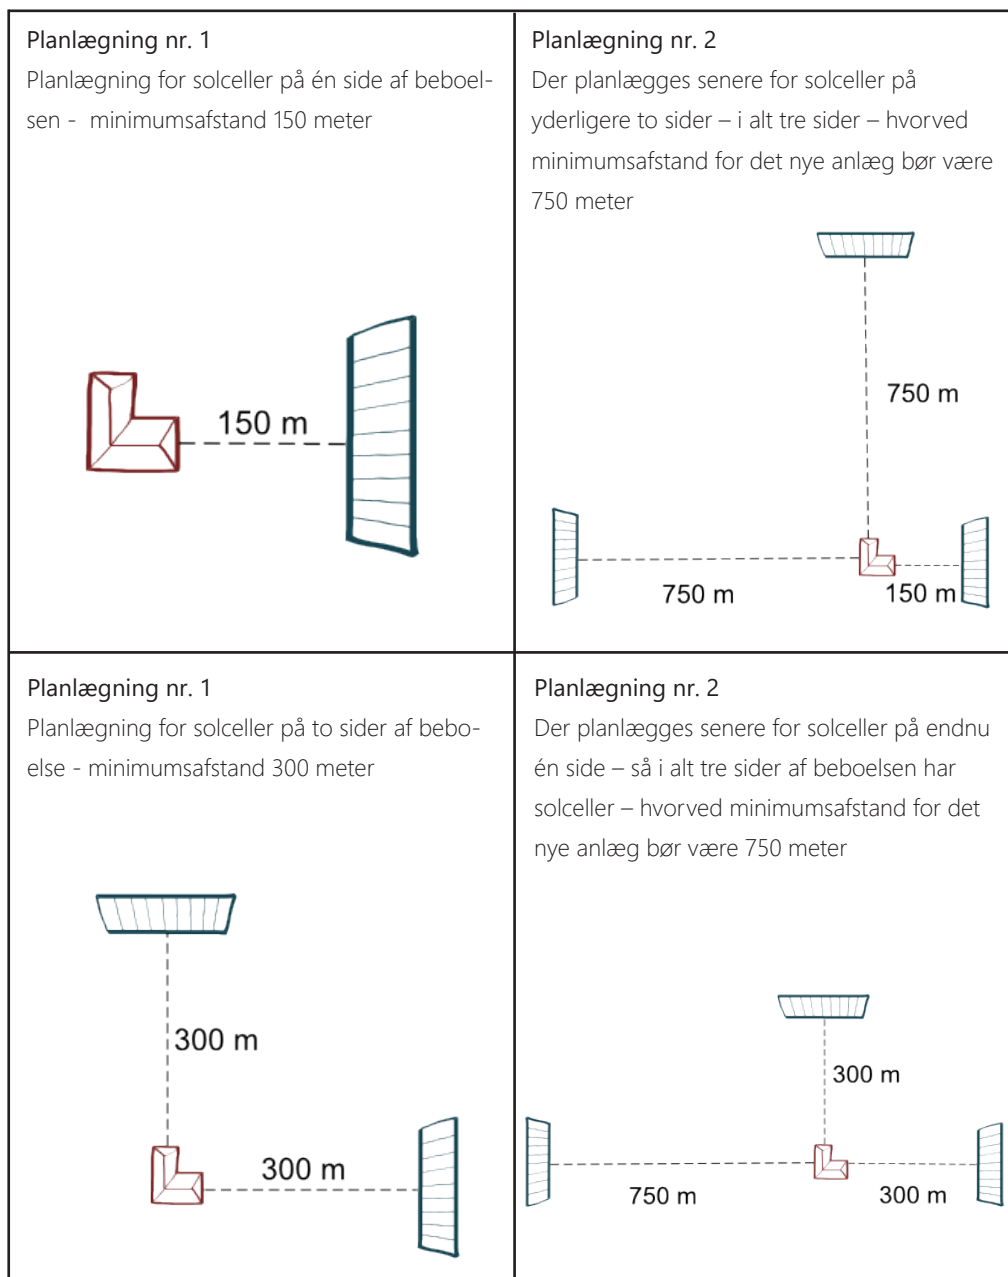 Planlægning nr. 1
Planlægning for solceller på én side af beboel-
sen - minimumsafstand 150 meter
150 m
Planlægning nr. 2
Der planlægges senere for solceller på
yderligere to sider – i alt tre sider – hvorved
minimumsafstand for det nye anlæg bør være
750 meter
750 m
750 m
150 m
Planlægning nr. 1
Planlægning for solceller på to sider af bebo-
else - minimumsafstand 300 meter
300 m
300 m
Planlægning nr. 2
Der planlægges senere for solceller på endnu
én side – så i alt tre sider af beboelsen har
solceller – hvorved minimumsafstand for det
nye anlæg bør være 750 meter
300 m
750 m
300 m